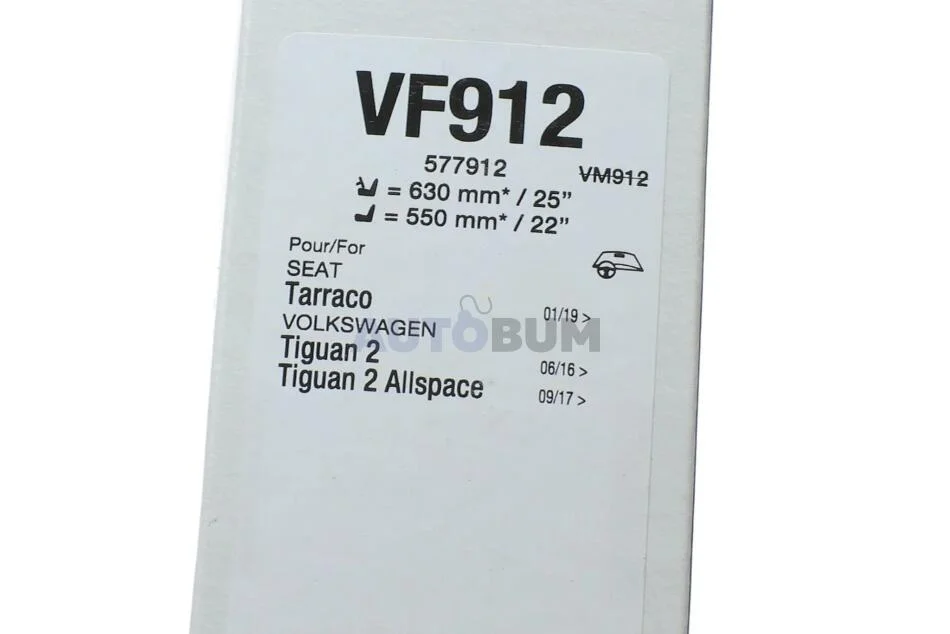 VF912
577912
VM912
= 630 mm* / 25”
= 550 mm* / 22”
Pour/For
SEAT
Tarraco 01/19 >
VOLKSWAGEN
AUTOBUM
Tiguan 2 06/16 >
Tiguan 2 Allspace 09/17 >